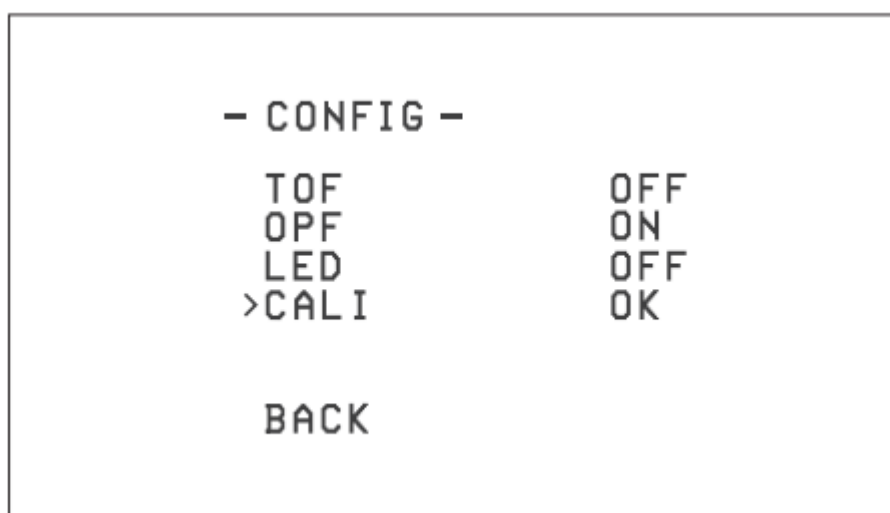 - CONFIG -
TOF OFF
OPF ON
LED OFF
>CALI OK
BACK